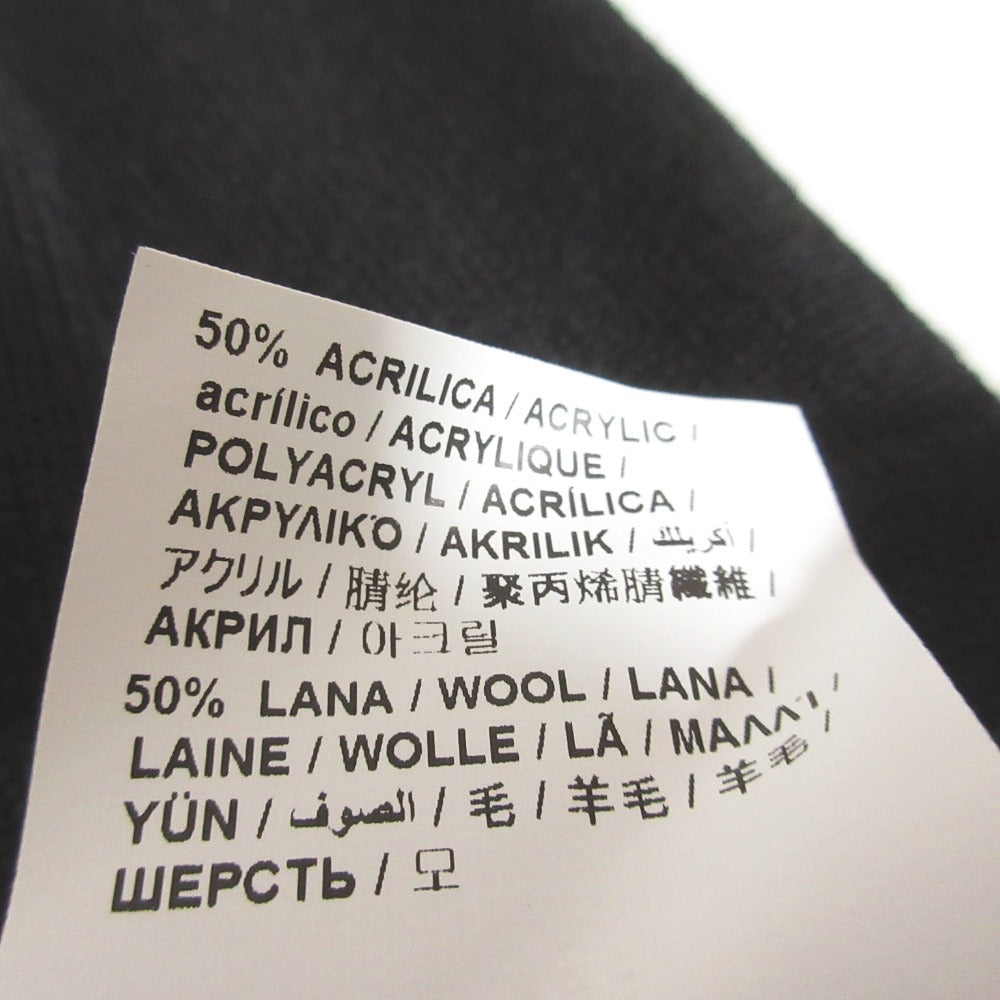 50% ACRILICA / ACRYLIC /
acrílico / ACRYLIQUE /
POLYACRYL / ACRÍLICA /
ΑΚΡΥΛΙΚΌ / AKRILIK / أكريلك /
アクリル / 腈纶 / 聚丙烯腈纖維 /
АКРИЛ / 아크릴
50% LANA / WOOL / LANA /
LAINE / WOLLE / LÃ / ΜΑΛΛΊ /
YÜN / الصوف / 毛 / 羊毛 / 羊毛 /
ШЕРСТЬ / 모